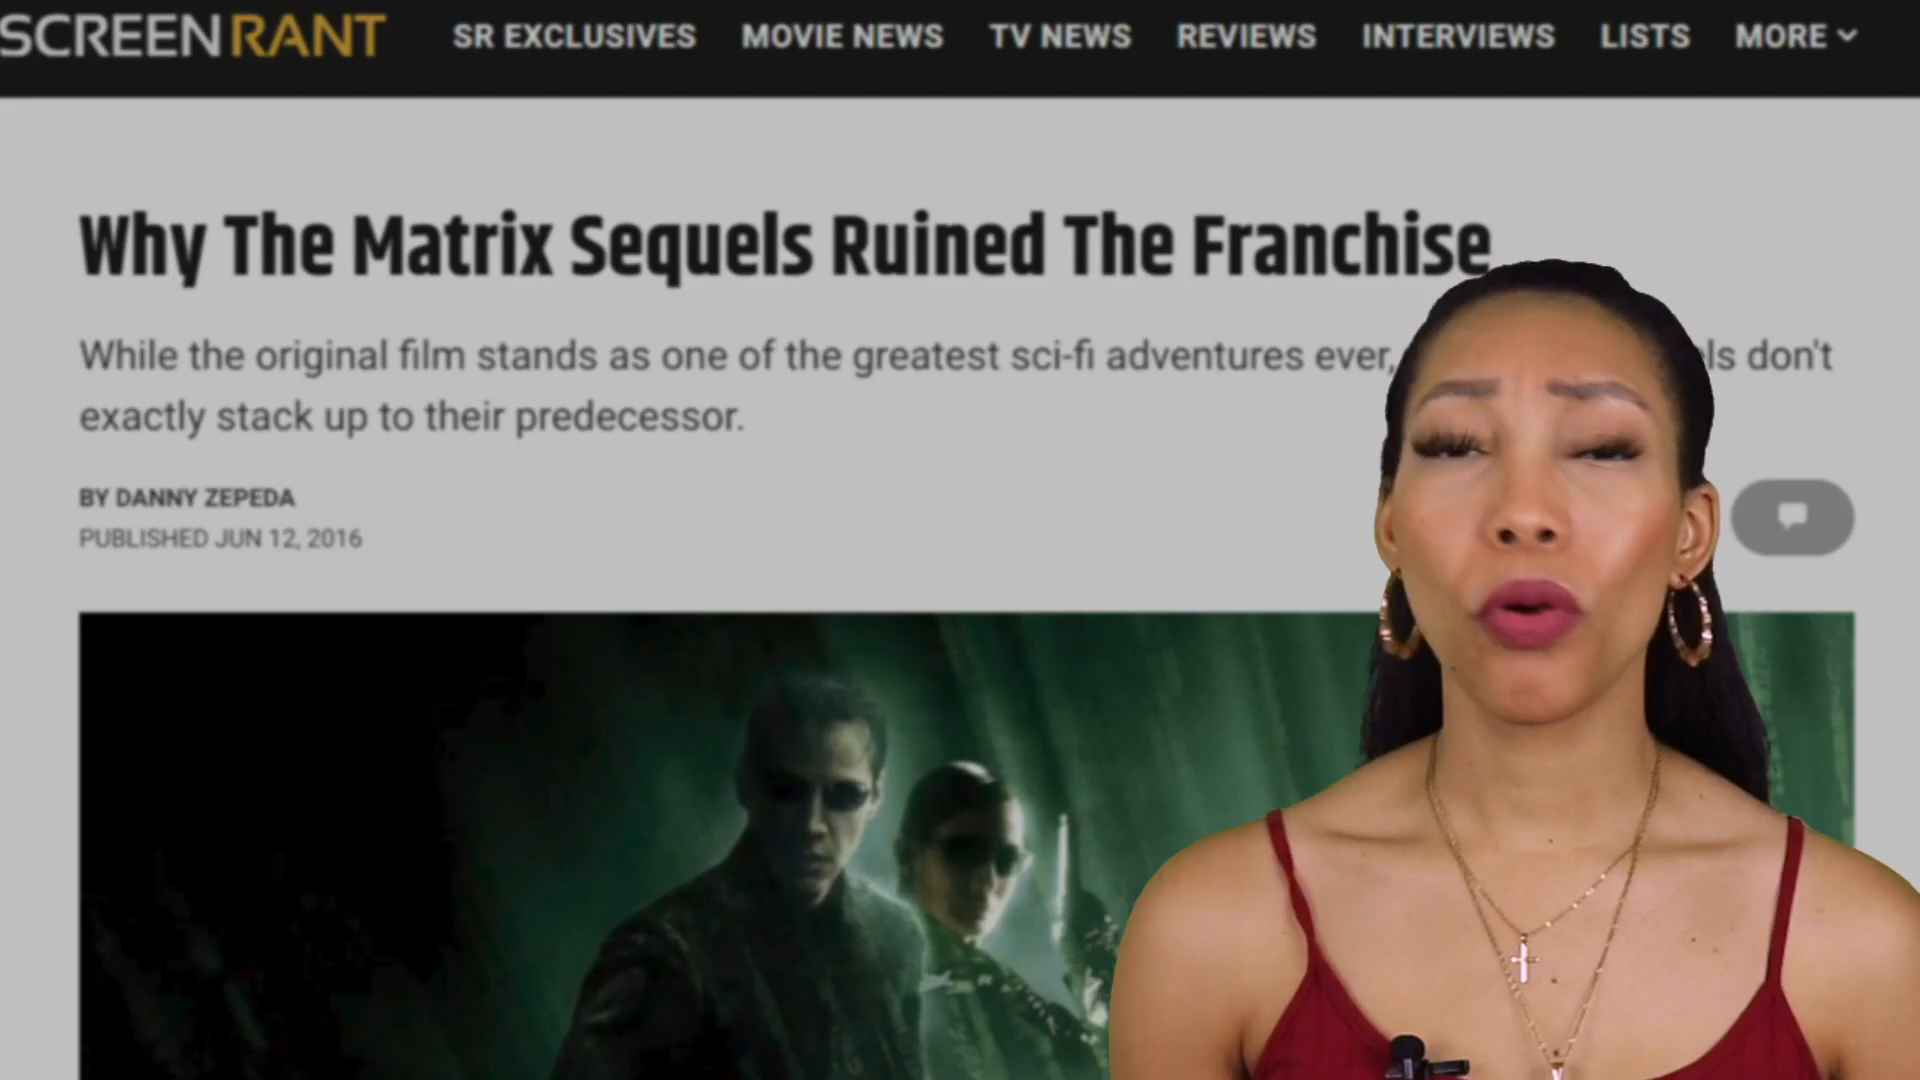 SCREENRANT SR EXCLUSIVES MOVIE NEWS TV NEWS REVIEWS INTERVIEWS LISTS MORE
Why The Matrix Sequels Ruined The Franchise
While the original film stands as one of the greatest sci-fi adventures ever, don't
exactly stack up to their predecessor.
BY DANNY ZEPEDA
PUBLISHED JUN 12, 2016